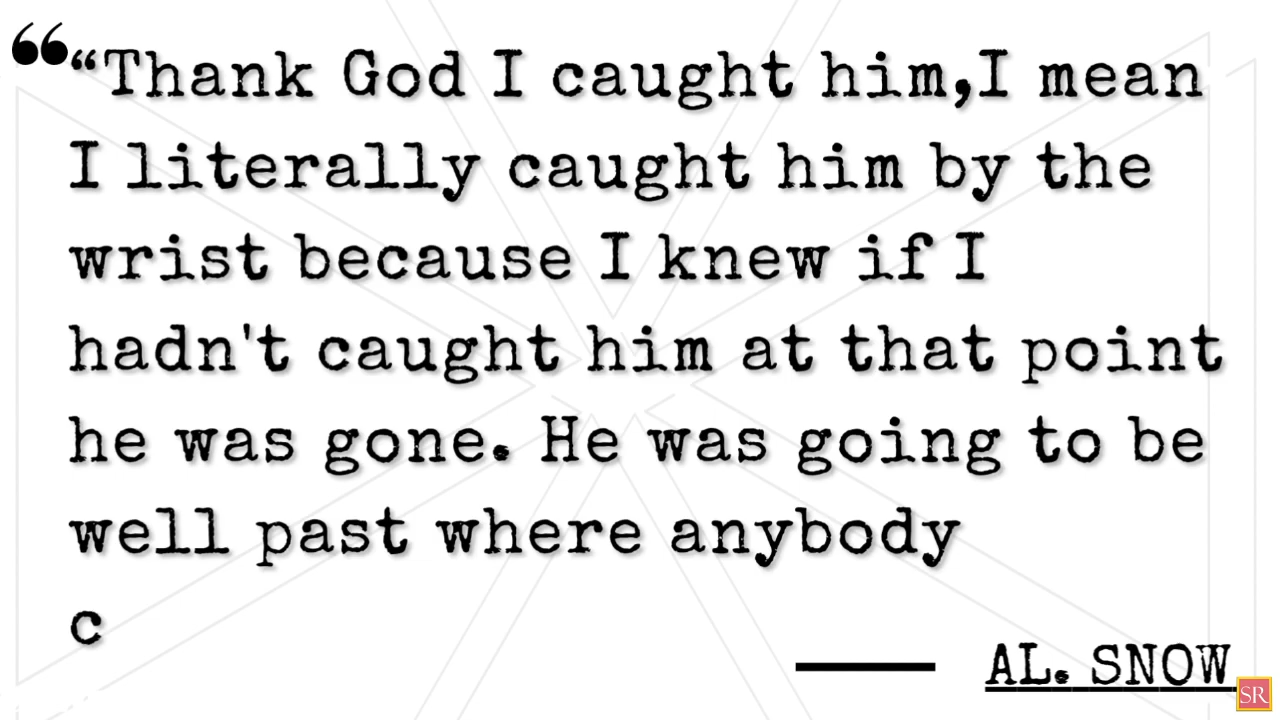 ““Thank God I caught him,I mean
I literally caught him by the
wrist because I knew if I
hadn't caught him at that point
he was gone. He was going to be
well past where anybody
c
AL. SNOW
SR